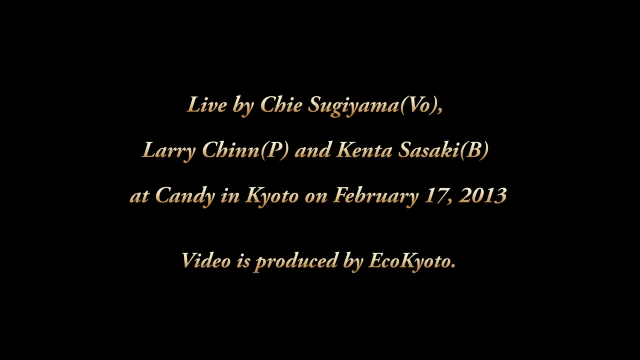 Live by Chie Sugiyama(Vo),
Larry Chinn(P) and Kenta Sasaki(B)
at Candy in Kyoto on February 17, 2013
Video is produced by EcoKyoto.